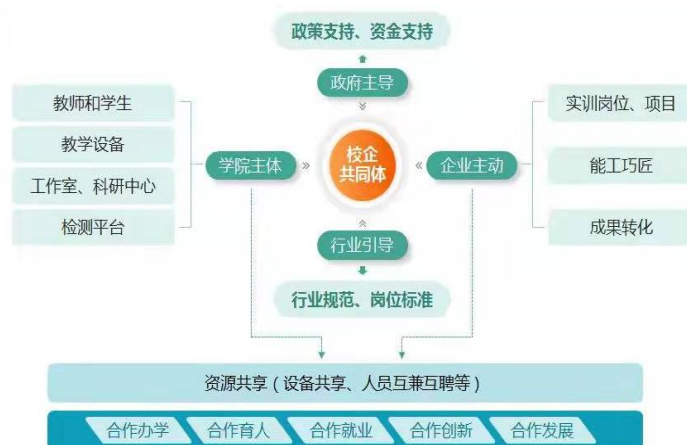 政策支持、资金支持
政府主导
教师和学生
教学设备
工作室、科研中心
检测平台
学院主体
校企
共同体
企业主动
实训岗位、项目
能工巧匠
成果转化
行业引导
行业规范、岗位标准
资源共享（设备共享、人员互兼互聘等）
合作办学
合作育人
合作就业
合作创新
合作发展